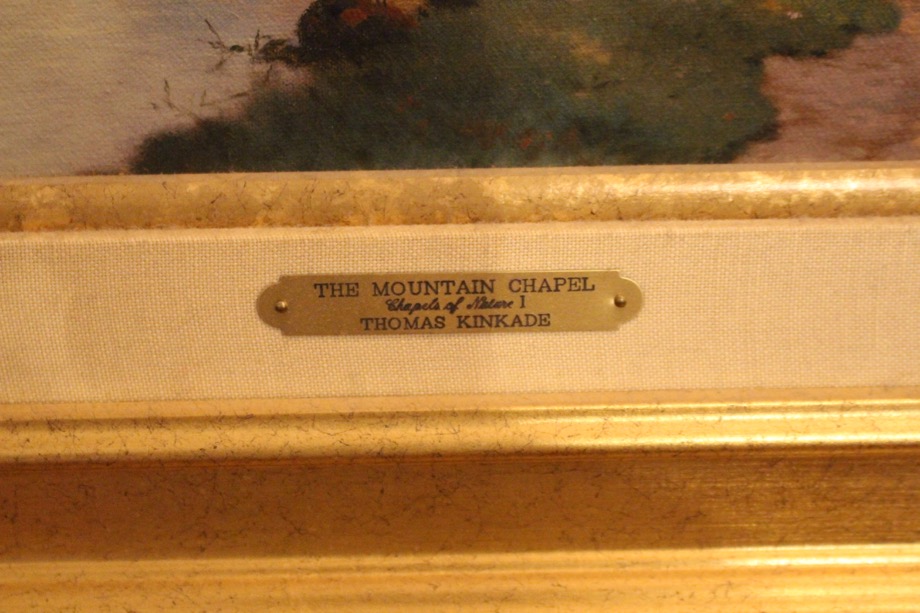 THE MOUNTAIN CHAPEL
Chapels of Nature I
THOMAS KINKADE